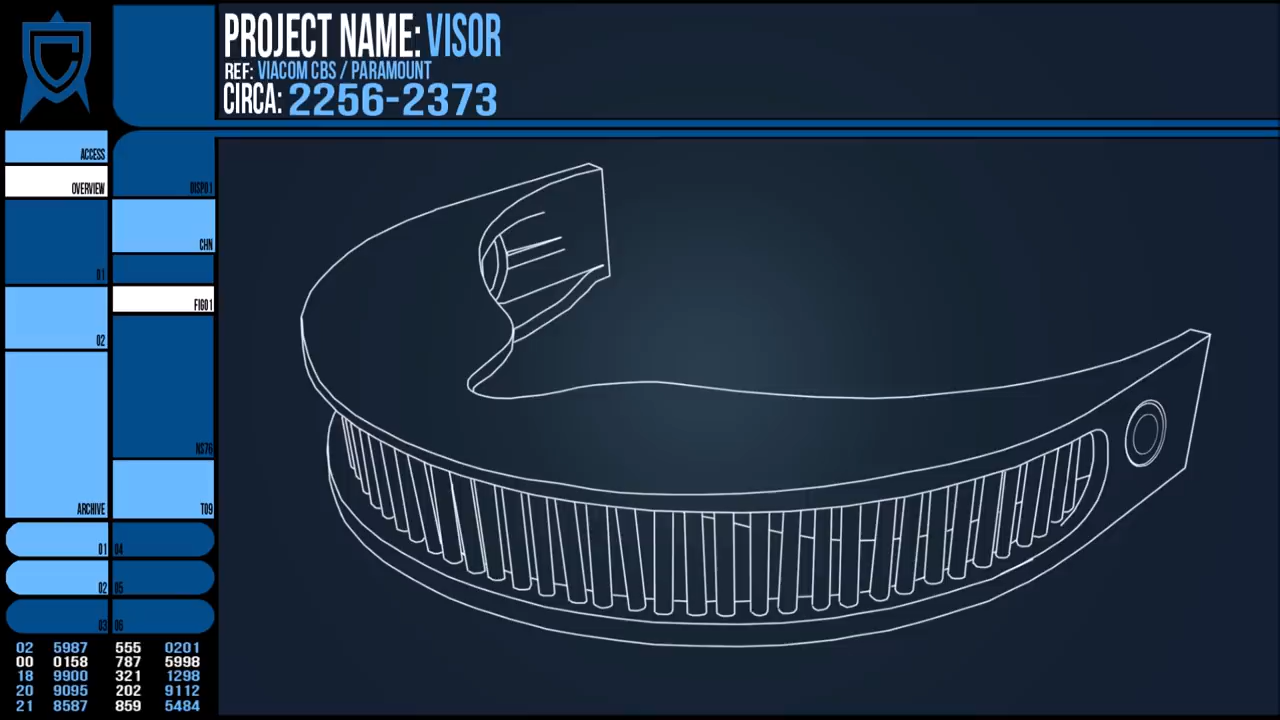 PROJECT NAME: VISOR
REF: VIACOM CBS / PARAMOUNT
CIRCA: 2256-2373
ACCESS
OVERVIEW
01
02
ARCHIVE
01
02
03
DISP01
CHN
FIG01
NS76
T09
04
05
06
02 5987 555 0201
00 0158 787 5998
18 9900 321 1298
20 9095 202 9112
21 8587 859 5484